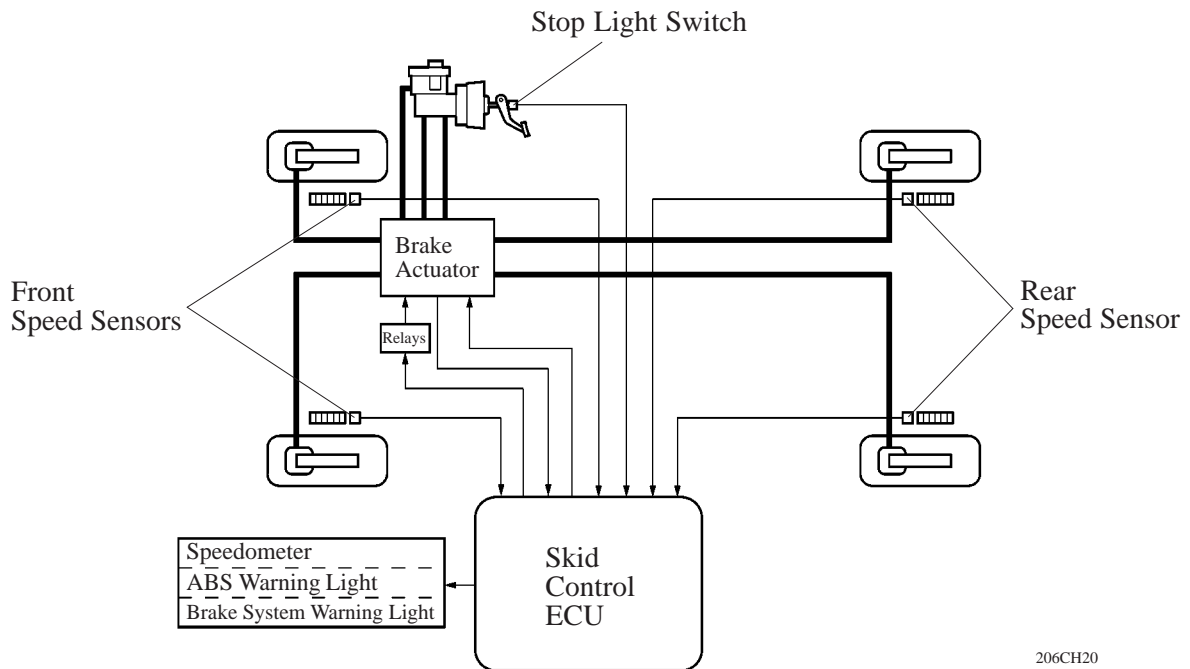 Stop Light Switch
Brake
Actuator
Front
Speed Sensors
Rear
Speed Sensor
Relays
Speedometer
ABS Warning Light
Brake System Warning Light
Skid
Control
ECU
206CH20